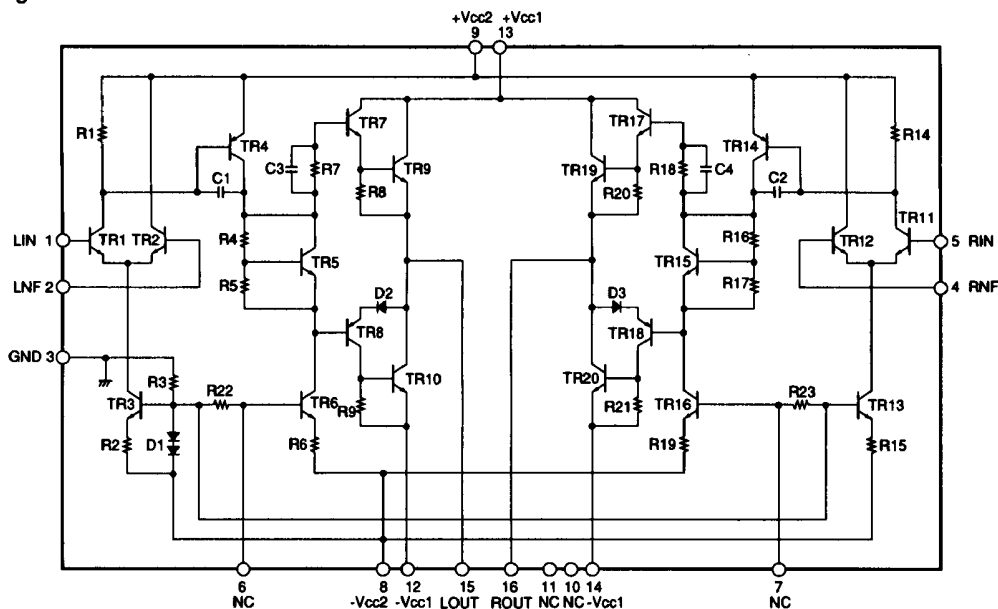 +Vcc2 +Vcc1
9 13
R1
TR4
TR7
TR17
TR14
R14
C3
R7
R18
C4
C1
R8
TR9
TR19
R20
C2
LIN 1
TR1
TR2
R4
R16
TR12
TR11
5 RIN
R5
TR5
TR15
R17
LNF 2
4 RNF
D2
D3
TR8
TR18
GND 3
R3
R22
TR10
TR20
R23
TR3
TR6
R9
R21
TR16
TR13
R2
D1
R6
R19
R15
6 8 12 15 16 11 10 14 7
NC -Vcc2 -Vcc1 LOUT ROUT NC NC -Vcc1 NC